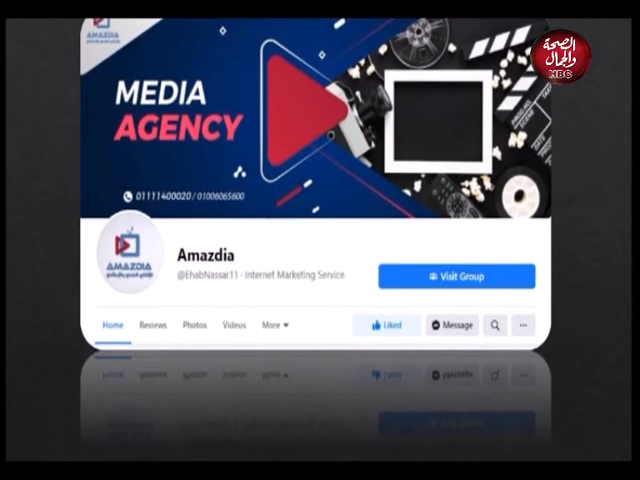 AMAZDIA
الصحة
والجمال
HBC
MEDIA
AGENCY
01111400020 / 01006065600
AMAZDIA
Amazdia
@EhabNassar11 - Internet Marketing Service
Visit Group
Home Reviews Photos Videos More
Liked Message